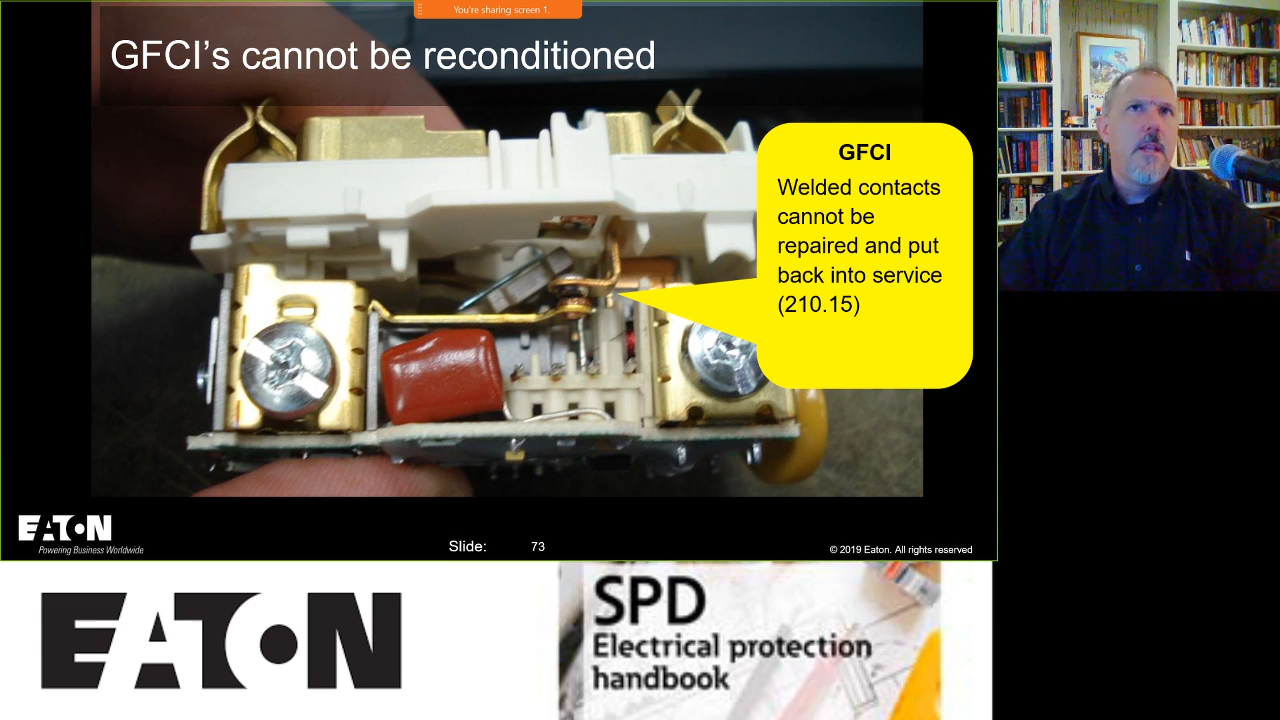 You're sharing screen 1.
GFCI’s cannot be reconditioned
GFCI
Welded contacts
cannot be
repaired and put
back into service
(210.15)
EATON
Powering Business Worldwide
Slide:
73
© 2019 Eaton. All rights reserved
EATON
SPD
Electrical protection
handbook